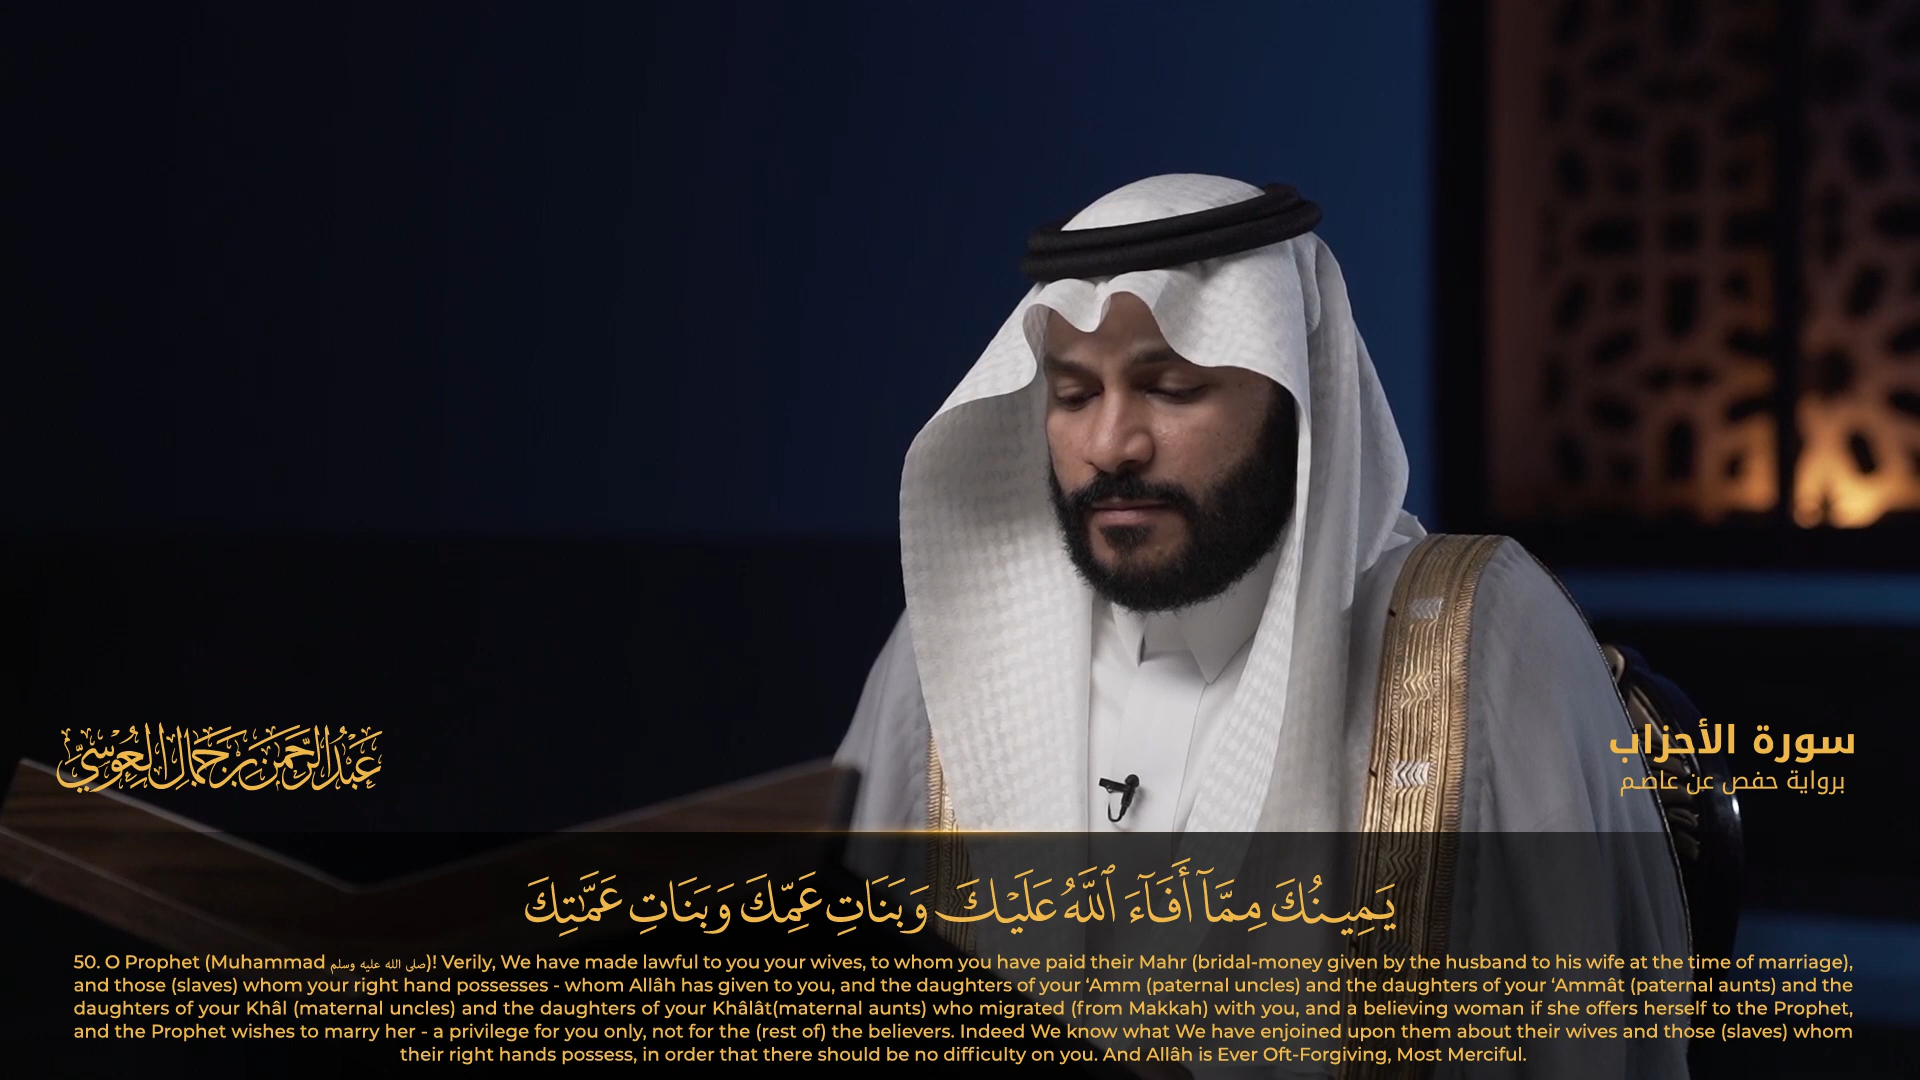 عَبْدُ الرَّحْمَن بْن جَمَال العُوسِيّ
سورة الأحزاب
برواية حفص عن عاصم
يَمِينُكَ مِمَّآ أَفَآءَ ٱللَّهُ عَلَيْكَ وَبَنَاتِ عَمِّكَ وَبَنَاتِ عَمَّٰتِكَ
50. O Prophet (Muhammad صلى الله عليه وسلم)! Verily, We have made lawful to you your wives, to whom you have paid their Mahr (bridal-money given by the husband to his wife at the time of marriage),
and those (slaves) whom your right hand possesses - whom Allâh has given to you, and the daughters of your ‘Amm (paternal uncles) and the daughters of your ‘Ammât (paternal aunts) and the
daughters of your Khâl (maternal uncles) and the daughters of your Khâlât(maternal aunts) who migrated (from Makkah) with you, and a believing woman if she offers herself to the Prophet,
and the Prophet wishes to marry her - a privilege for you only, not for the (rest of) the believers. Indeed We know what We have enjoined upon them about their wives and those (slaves) whom
their right hands possess, in order that there should be no difficulty on you. And Allâh is Ever Oft-Forgiving, Most Merciful.